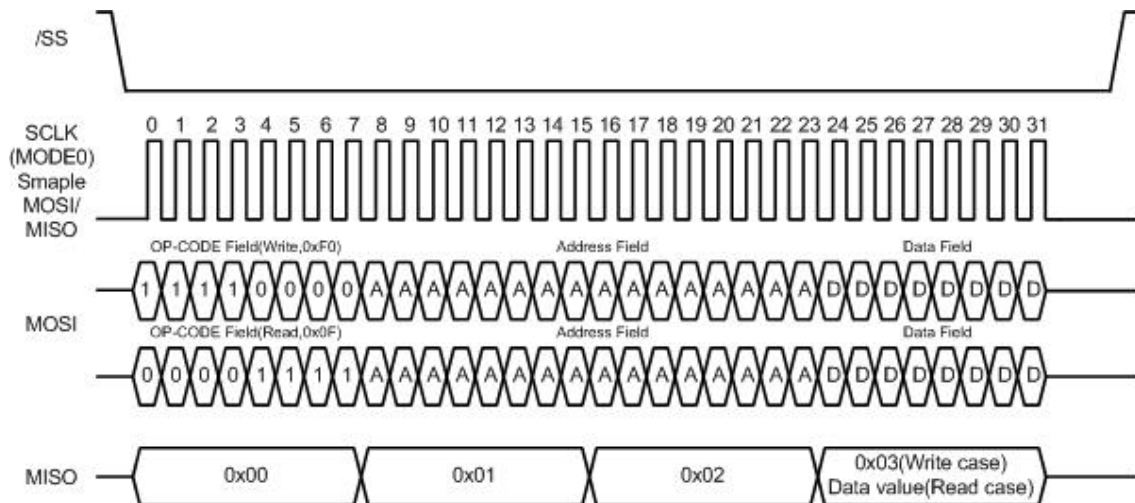 /SS
SCLK
(MODE0)
Smaple
MOSI/
MISO
0 1 2 3 4 5 6 7 8 9 10 11 12 13 14 15 16 17 18 19 20 21 22 23 24 25 26 27 28 29 30 31
OP-CODE Field(Write,0xF0) Address Field Data Field
1 1 1 1 0 0 0 0 A A A A A A A A A A A A A A A A D D D D D D D D
MOSI
OP-CODE Field(Read,0x0F) Address Field Data Field
0 0 0 0 1 1 1 1 A A A A A A A A A A A A A A A A D D D D D D D D
MISO 0x00 0x01 0x02 0x03(Write case)
Data value(Read case)